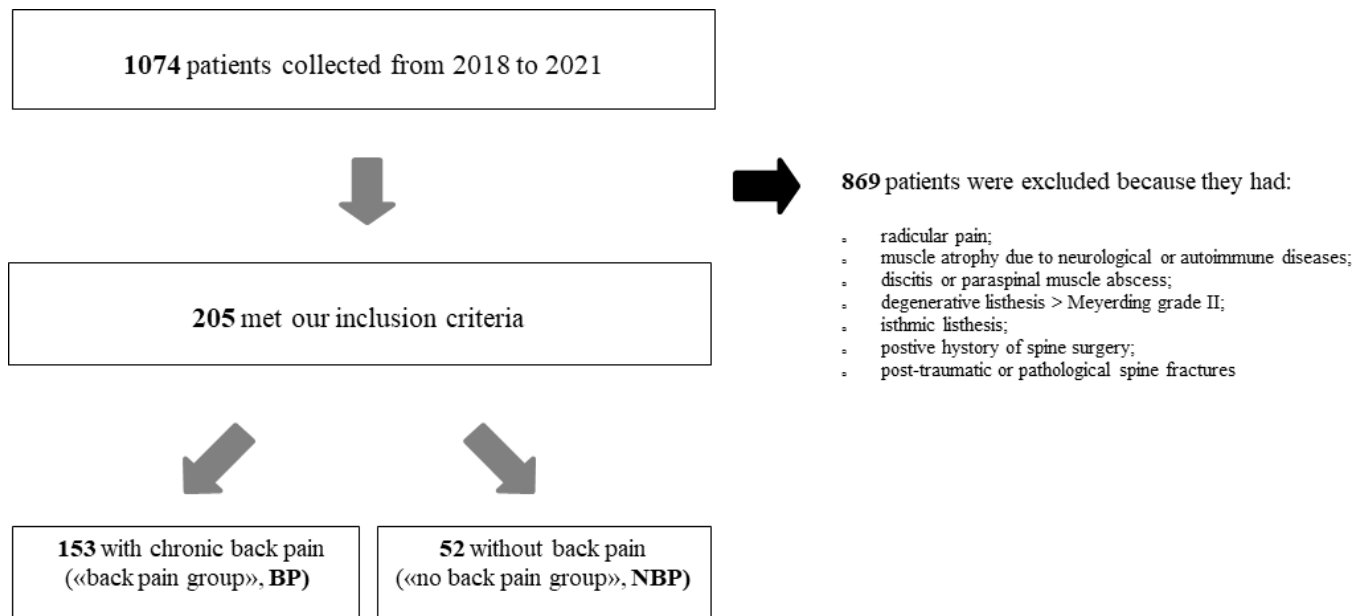 1074 patients collected from 2018 to 2021
869 patients were excluded because they had:
radicular pain;
muscle atrophy due to neurological or autoimmune diseases;
discitis or paraspinal muscle abscess;
degenerative listhesis > Meyerding grade II;
isthmic listhesis;
postive hystory of spine surgery;
post-traumatic or pathological spine fractures
205 met our inclusion criteria
153 with chronic back pain
(«back pain group», BP)
52 without back pain
(«no back pain group», NBP)